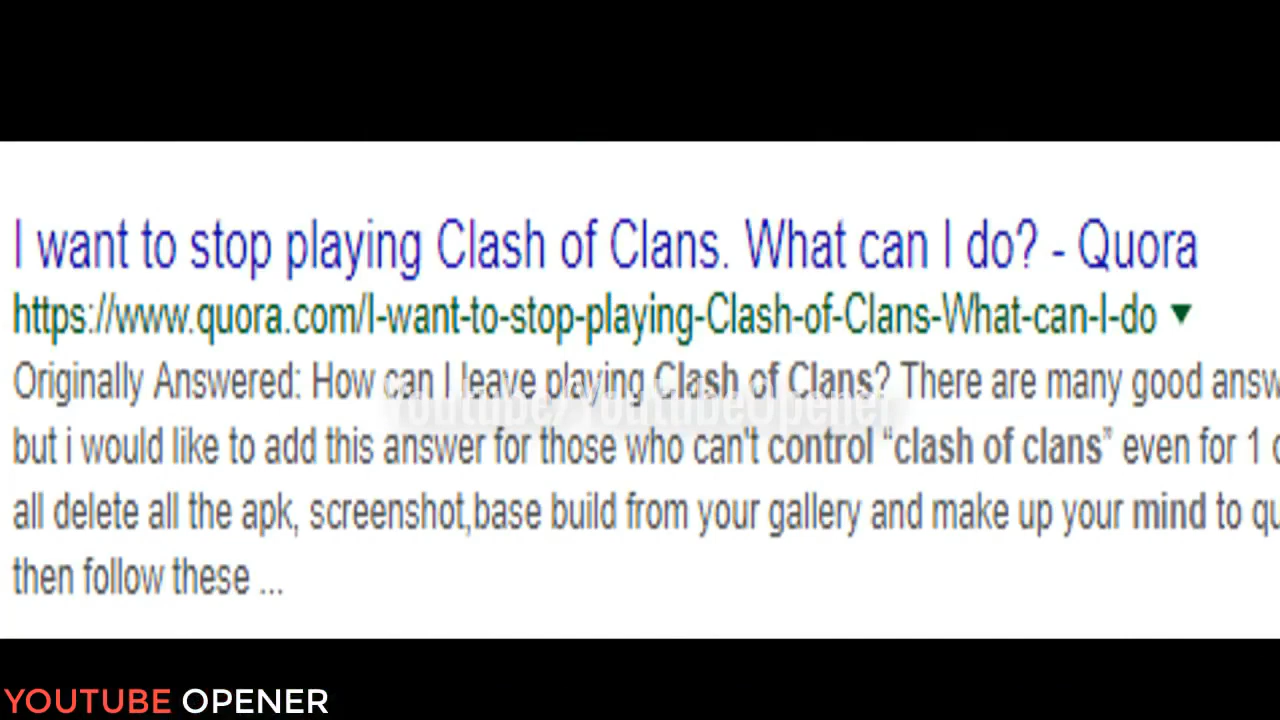 I want to stop playing Clash of Clans. What can I do? - Quora
https://www.quora.com/I-want-to-stop-playing-Clash-of-Clans-What-can-I-do ▼
Originally Answered: How can I leave playing Clash of Clans? There are many good answ
Youtube/YoutubeOpener
but i would like to add this answer for those who can't control “clash of clans” even for 1
all delete all the apk, screenshot,base build from your gallery and make up your mind to qu
then follow these ...
YOUTUBE OPENER